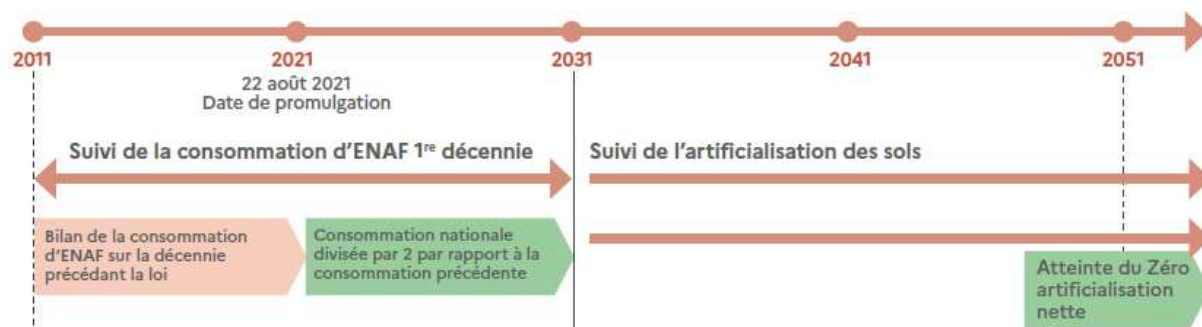 2011
2021
2031
2041
2051
22 août 2021
Date de promulgation
Suivi de la consommation d'ENAF 1re décennie
Suivi de l'artificialisation des sols
Bilan de la consommation
d'ENAF sur la décennie
précédant la loi
Consommation nationale
divisée par 2 par rapport à la
consommation précédente
Atteinte du Zéro
artificialisation
nette